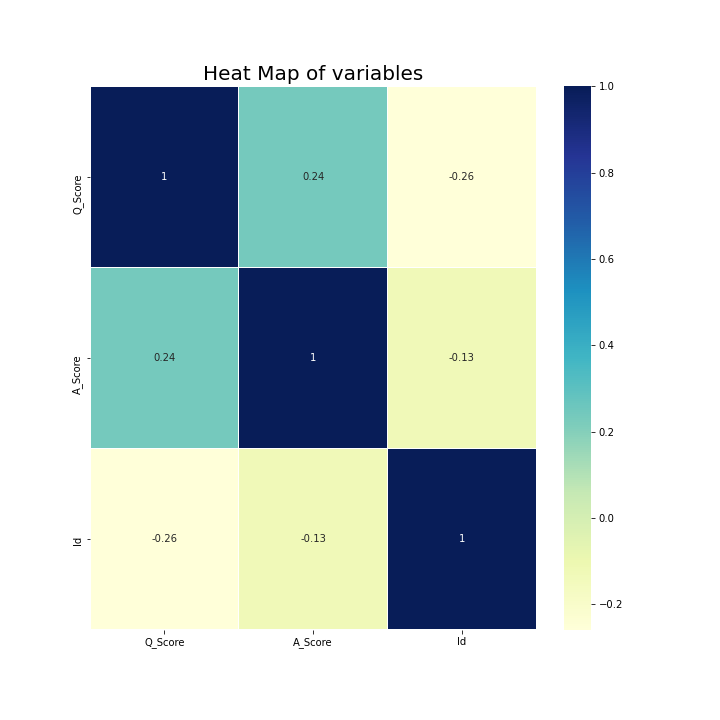 Heat Map of variables
Q_Score
1
0.24
-0.26
A_Score
0.24
1
-0.13
Id
-0.26
-0.13
1
Q_Score
A_Score
Id
1.0
0.8
0.6
0.4
0.2
0.0
−0.2